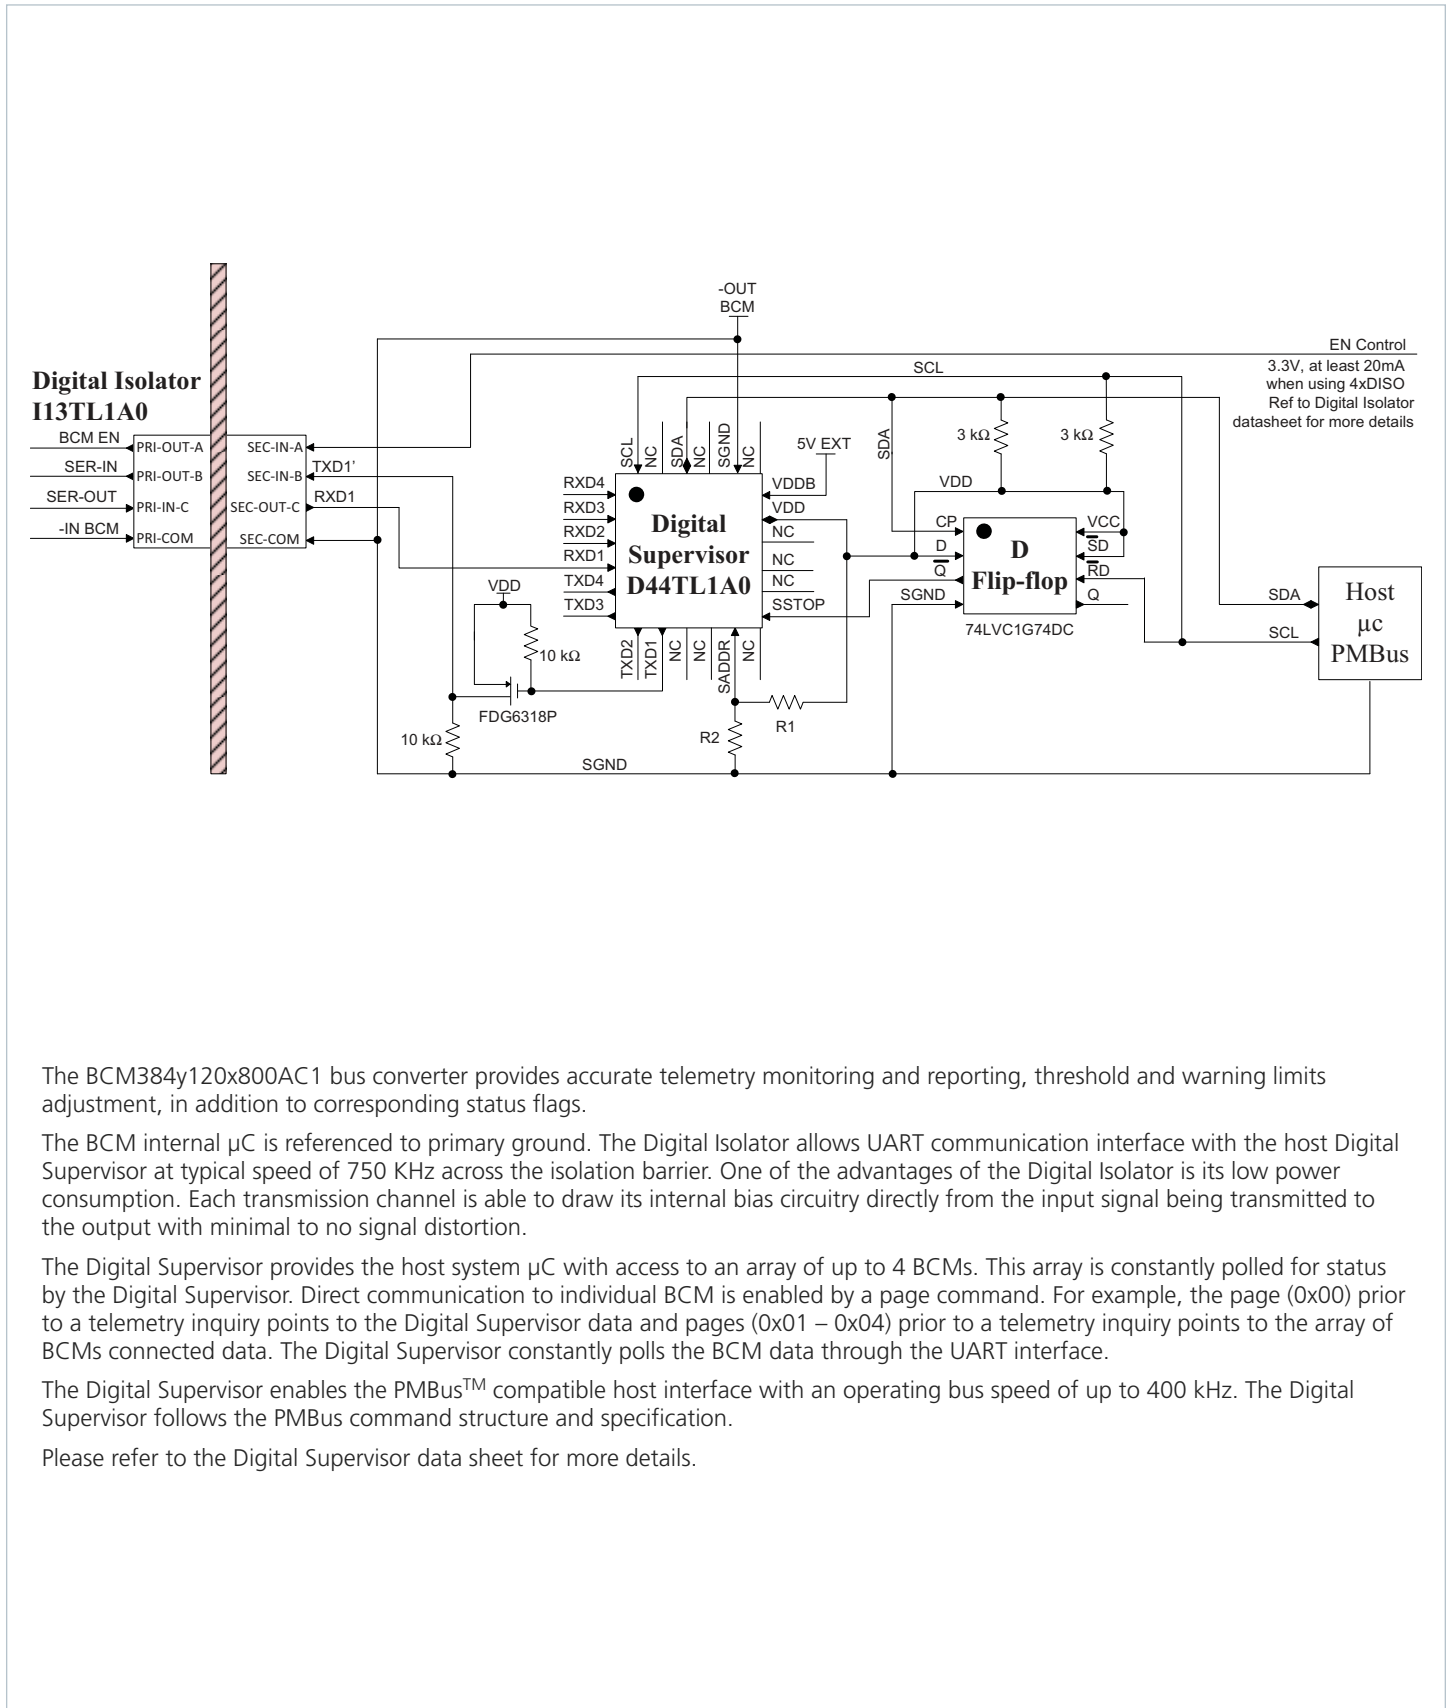 -OUT
BCM
EN Control
3.3V, at least 20mA
when using 4xDISO
Ref to Digital Isolator
datasheet for more details
SCL
Digital Isolator
I13TL1A0
BCM EN
SER-IN
SER-OUT
-IN BCM
PRI-OUT-A
PRI-OUT-B
PRI-IN-C
PRI-COM
SEC-IN-A
SEC-IN-B
SEC-OUT-C
SEC-COM
TXD1’
RXD1
SCL
NC
SDA
NC
SGND
NC
5V EXT
SDA
3 kΩ
3 kΩ
VDD
RXD4
RXD3
RXD2
RXD1
TXD4
TXD3
Digital
Supervisor
D44TL1A0
VDDB
VDD
NC
NC
NC
SSTOP
TXD2
TXD1
NC
NC
SADDR
NC
CP
D
Q
SGND
D
Flip-flop
VCC
SD
RD
Q
74LVC1G74DC
SDA
SCL
Host
µc
PMBus
VDD
10 kΩ
FDG6318P
10 kΩ
R1
R2
SGND
The BCM384y120x800AC1 bus converter provides accurate telemetry monitoring and reporting, threshold and warning limits
adjustment, in addition to corresponding status flags.
The BCM internal µC is referenced to primary ground. The Digital Isolator allows UART communication interface with the host Digital
Supervisor at typical speed of 750 KHz across the isolation barrier. One of the advantages of the Digital Isolator is its low power
consumption. Each transmission channel is able to draw its internal bias circuitry directly from the input signal being transmitted to
the output with minimal to no signal distortion.
The Digital Supervisor provides the host system µC with access to an array of up to 4 BCMs. This array is constantly polled for status
by the Digital Supervisor. Direct communication to individual BCM is enabled by a page command. For example, the page (0x00) prior
to a telemetry inquiry points to the Digital Supervisor data and pages (0x01 – 0x04) prior to a telemetry inquiry points to the array of
BCMs connected data. The Digital Supervisor constantly polls the BCM data through the UART interface.
The Digital Supervisor enables the PMBus™ compatible host interface with an operating bus speed of up to 400 kHz. The Digital
Supervisor follows the PMBus command structure and specification.
Please refer to the Digital Supervisor data sheet for more details.